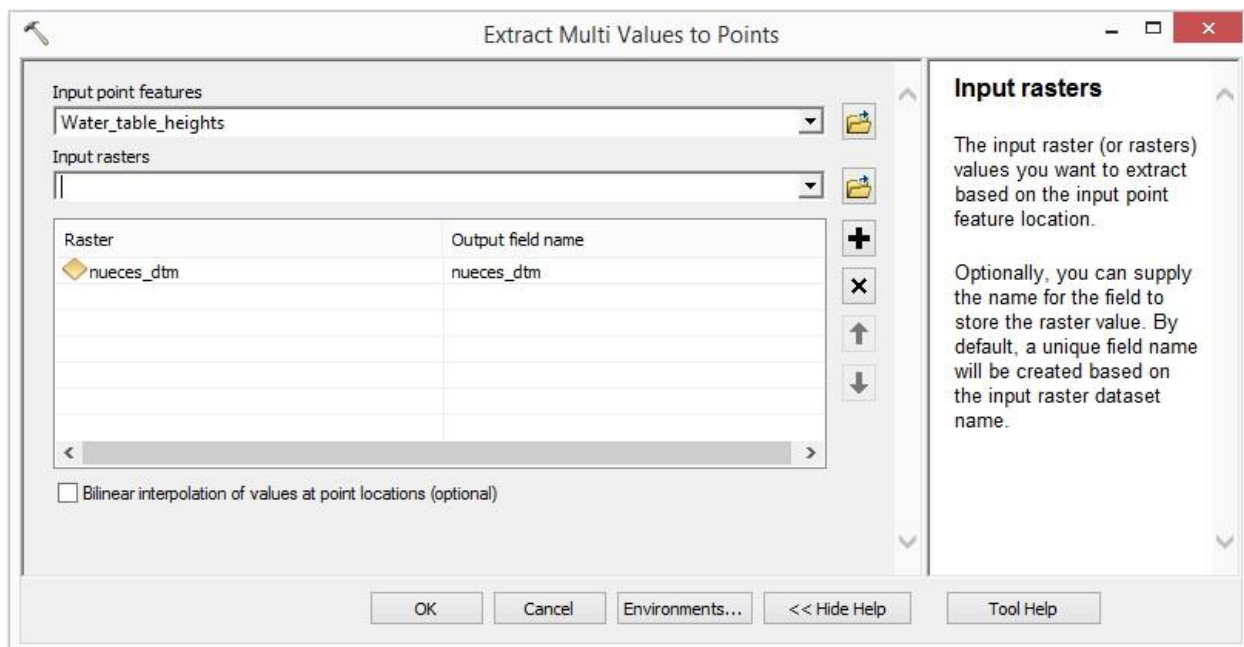 Extract Multi Values to Points
Input point features
Water_table_heights
Input rasters
Raster
Output field name
nueces_dtm
nueces_dtm
Bilinear interpolation of values at point locations (optional)
Input rasters
The input raster (or rasters)
values you want to extract
based on the input point
feature location.
Optionally, you can supply
the name for the field to
store the raster value. By
default, a unique field name
will be created based on
the input raster dataset
name.
OK
Cancel
Environments...
<< Hide Help
Tool Help